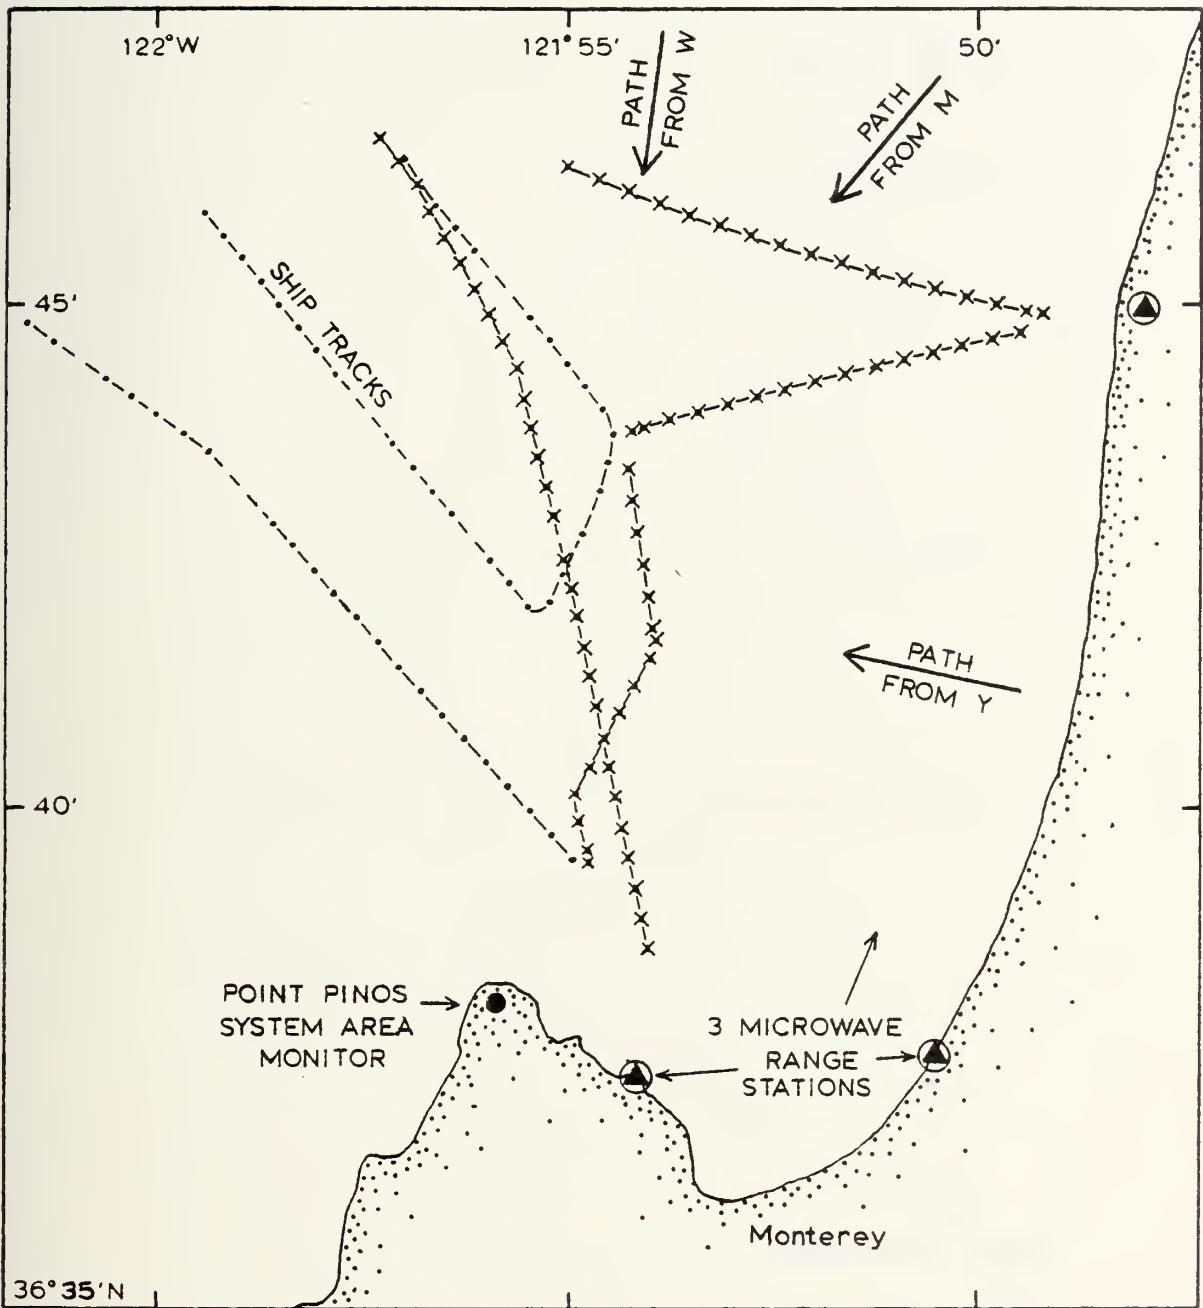 122°W
121°55'
50'
PATH
FROM W
PATH
FROM M
45'
SHIP TRACKS
PATH
FROM Y
40'
POINT PINOS
SYSTEM AREA
MONITOR
3 MICROWAVE
RANGE
STATIONS
Monterey
36°35'N